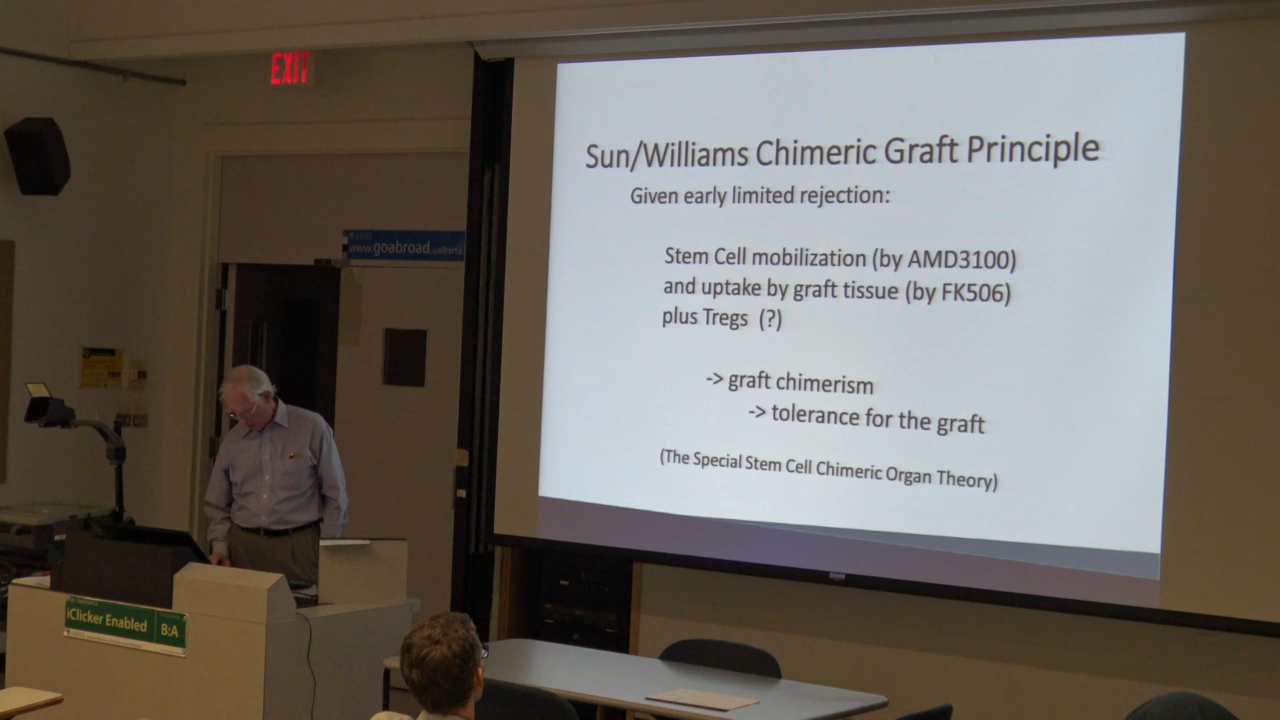 EXIT
www.goabroad.ualberta
Sun/Williams Chimeric Graft Principle
Given early limited rejection:
Stem Cell mobilization (by AMD3100)
and uptake by graft tissue (by FK506)
plus Tregs (?)
-> graft chimerism
-> tolerance for the graft
(The Special Stem Cell Chimeric Organ Theory)
iClicker Enabled B:A